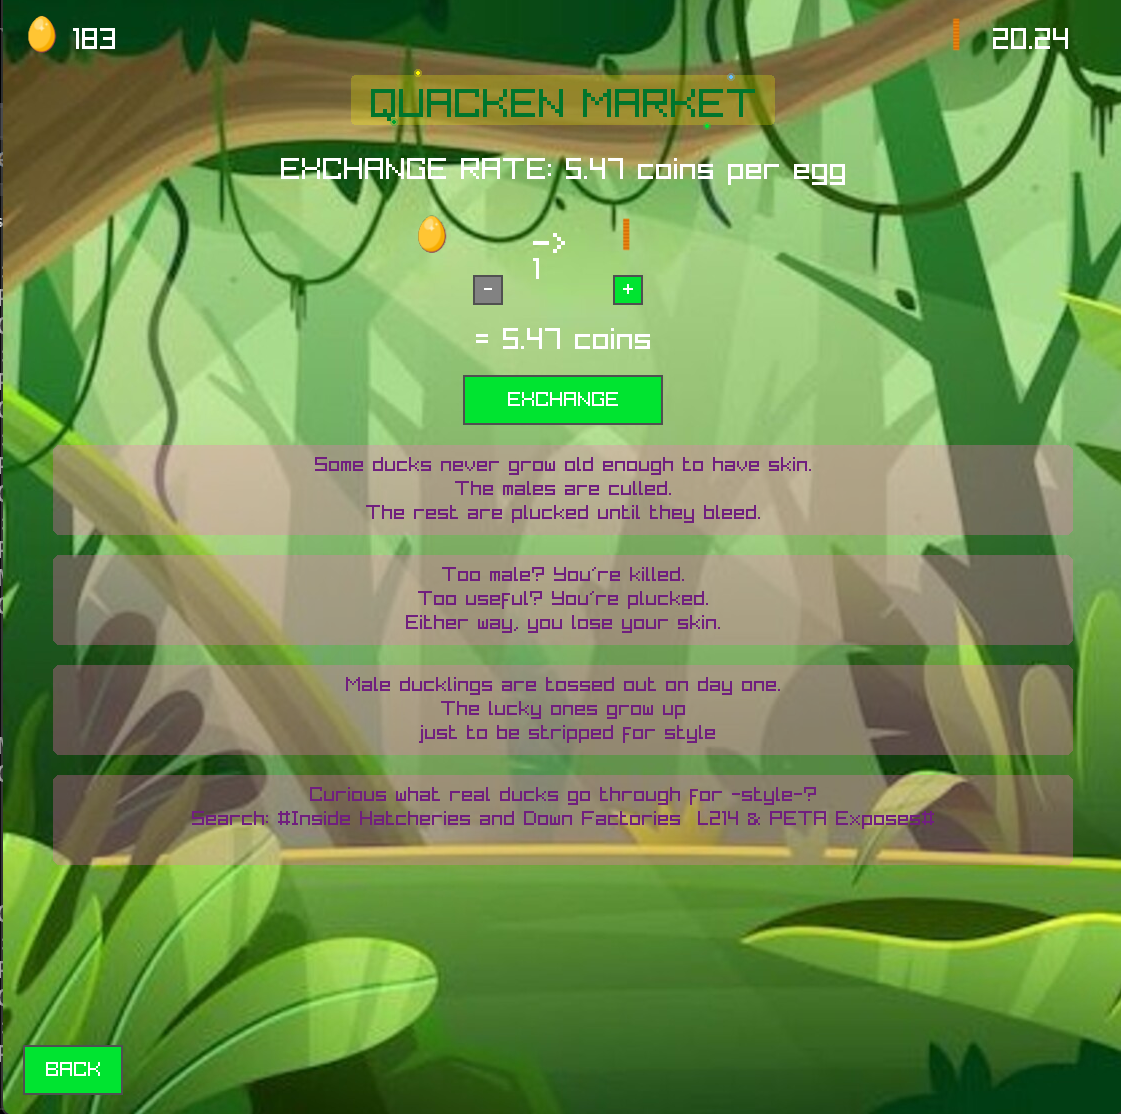 183
20.24
QUACKEN MARKET
EXCHANGE RATE: 5.47 coins per egg
->
1
-
+
= 5.47 coins
EXCHANGE
Some ducks never grow old enough to have skin.
The males are culled.
The rest are plucked until they bleed.
Too male? You're killed.
Too useful? You're plucked.
Either way, you lose your skin.
Male ducklings are tossed out on day one.
The lucky ones grow up
just to be stripped for style
Curious what real ducks go through for -style-?
Search: #Inside Hatcheries and Down Factories  L214 & PETA Exposes#
BACK